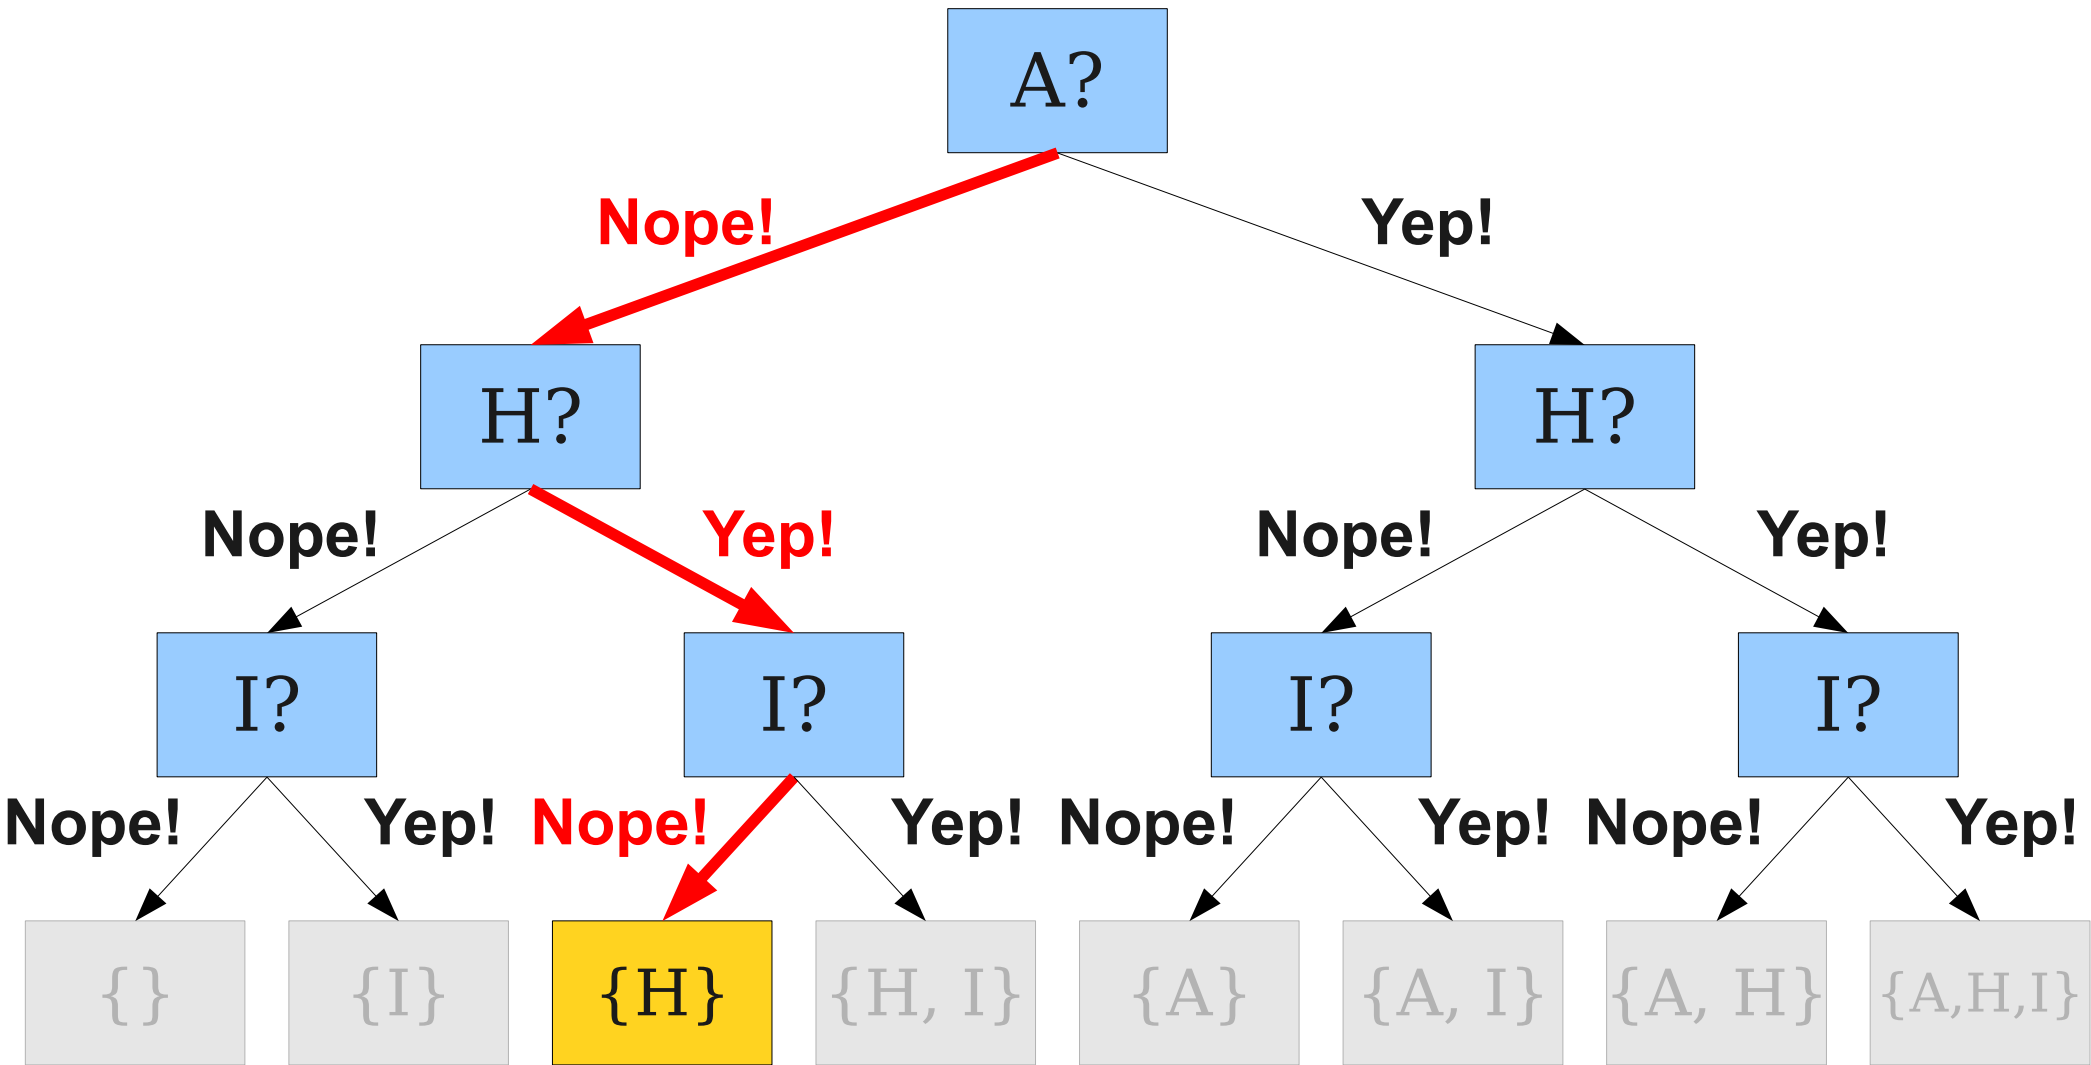 A?
Nope! Yep!
H? H?
Nope! Yep! Nope! Yep!
I? I? I? I?
Nope! Yep! Nope! Yep! Nope! Yep! Nope! Yep!
{} {I} {H} {H, I} {A} {A, I} {A, H} {A,H,I}